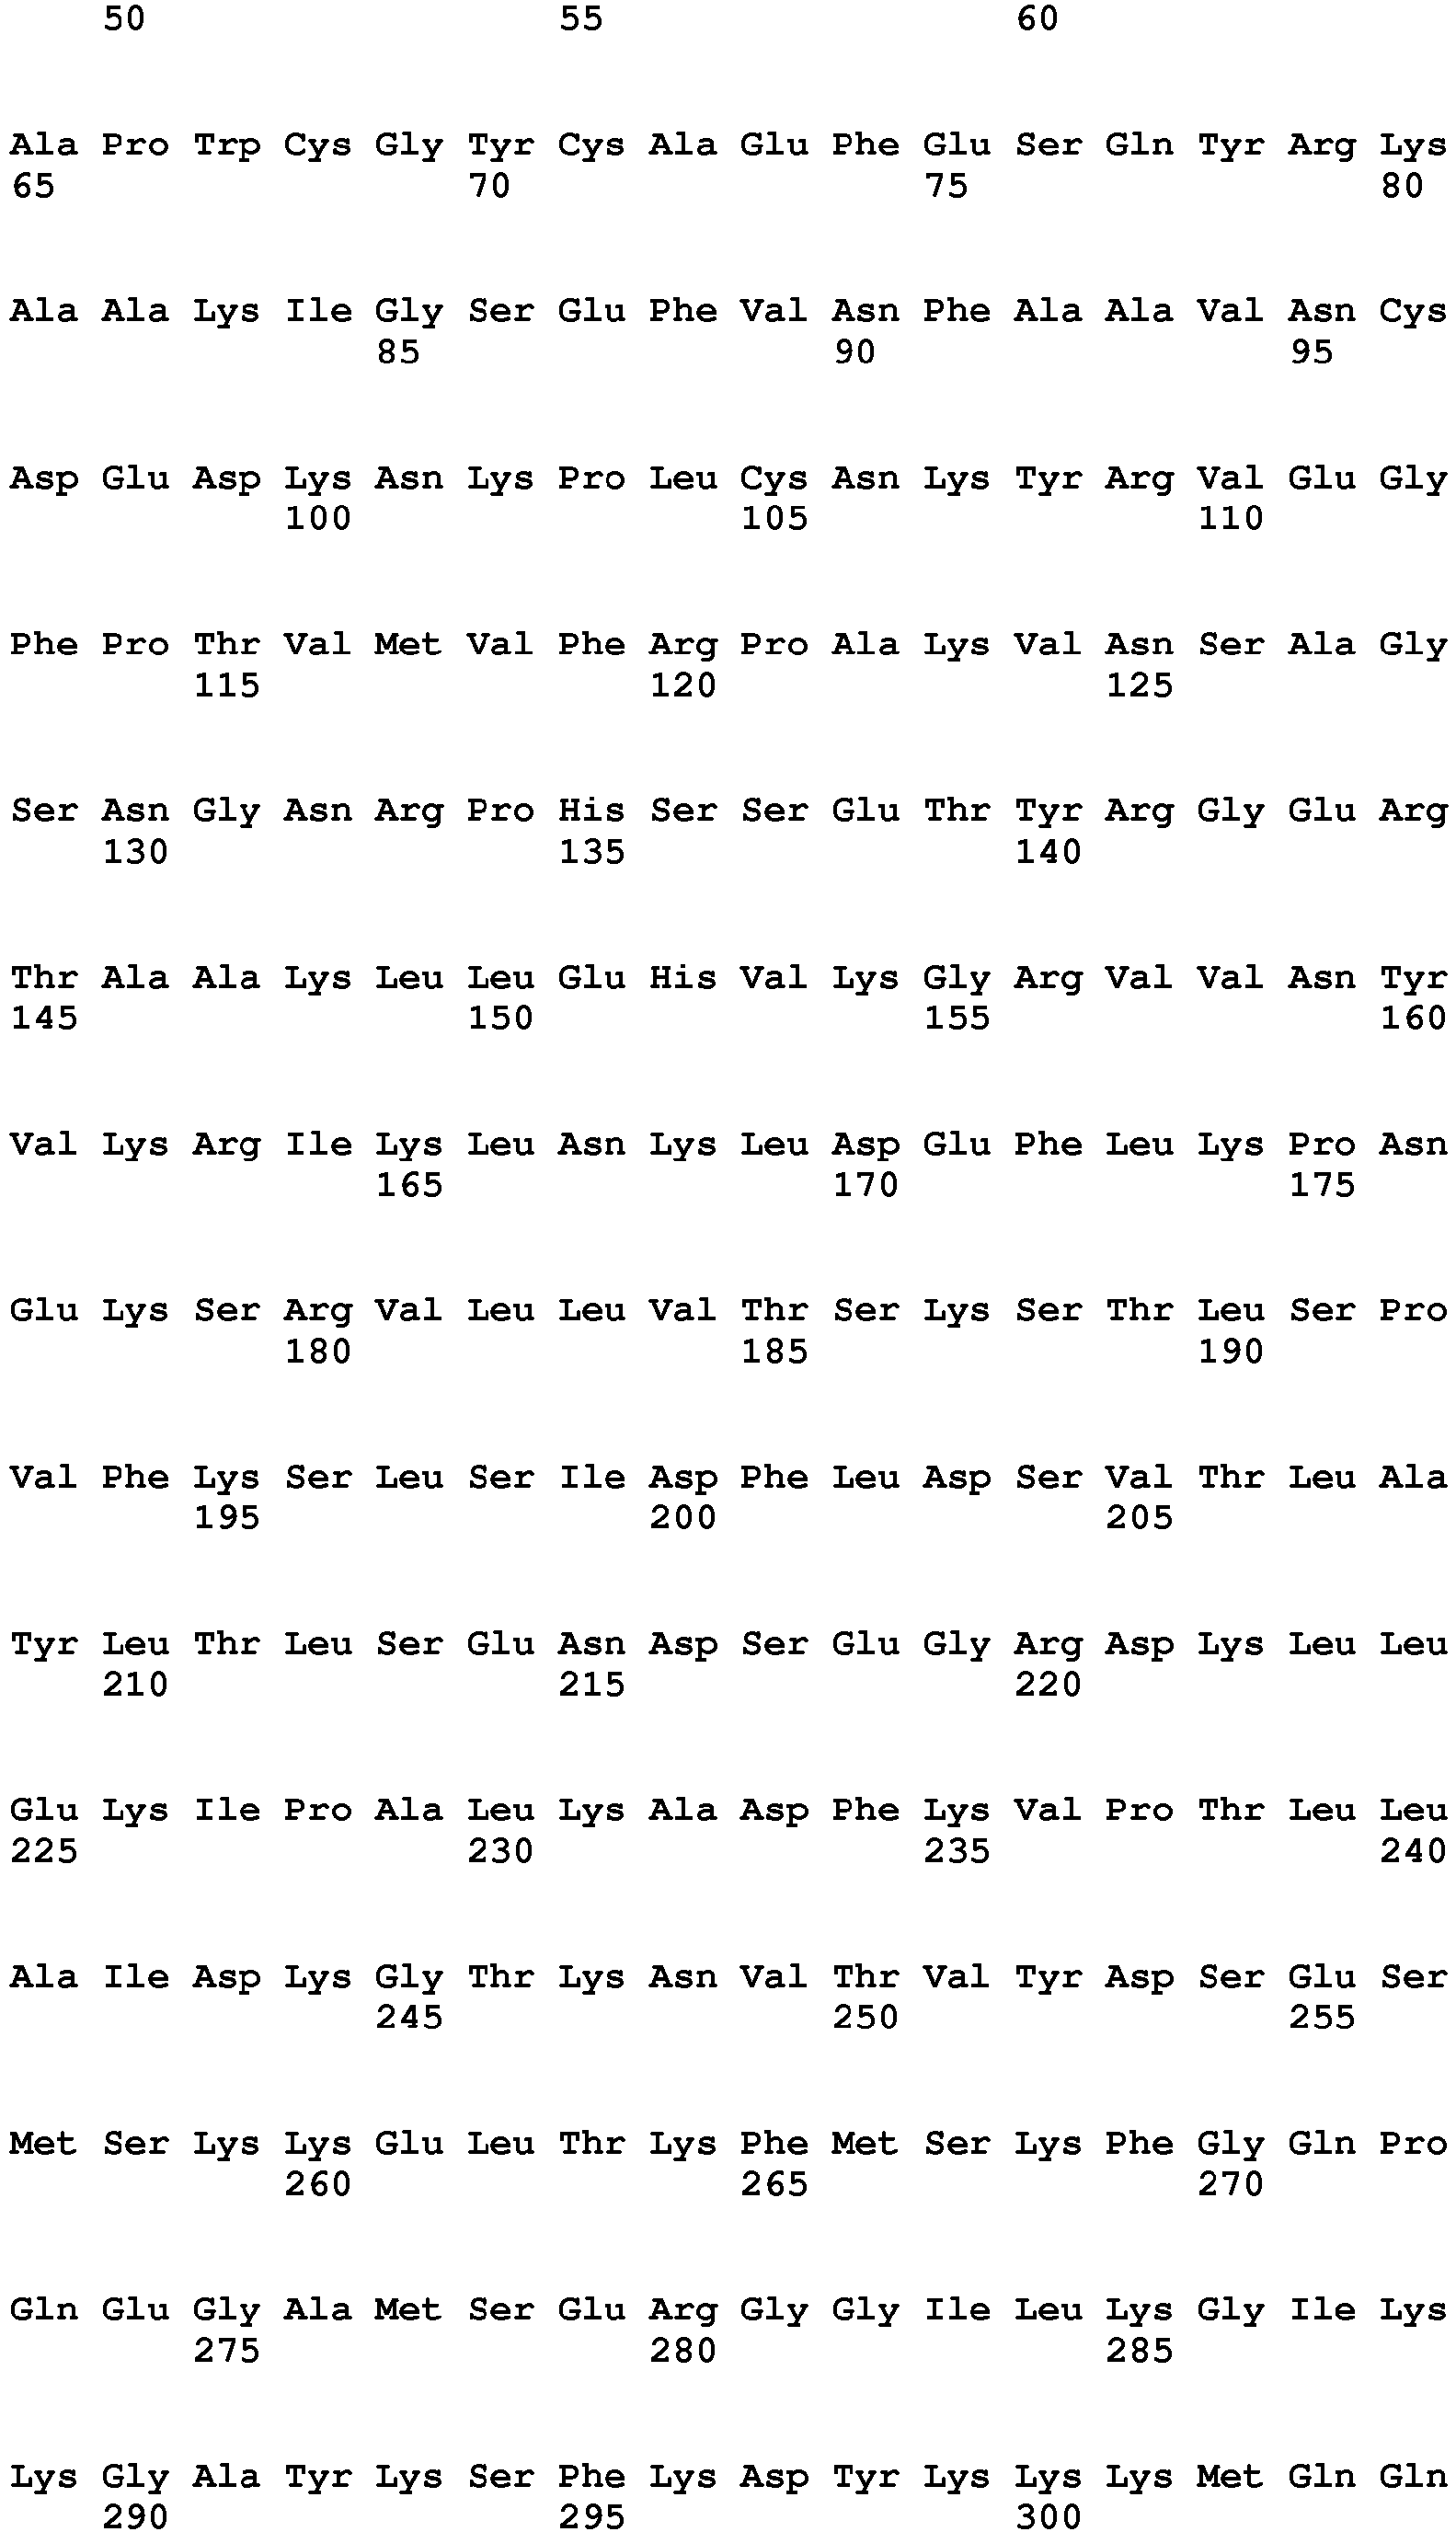 50 55 60
Ala Pro Trp Cys Gly Tyr Cys Ala Glu Phe Glu Ser Gln Tyr Arg Lys
65 70 75 80
Ala Ala Lys Ile Gly Ser Glu Phe Val Asn Phe Ala Ala Val Asn Cys
85 90 95
Asp Glu Asp Lys Asn Lys Pro Leu Cys Asn Lys Tyr Arg Val Glu Gly
100 105 110
Phe Pro Thr Val Met Val Phe Arg Pro Ala Lys Val Asn Ser Ala Gly
115 120 125
Ser Asn Gly Asn Arg Pro His Ser Ser Glu Thr Tyr Arg Gly Glu Arg
130 135 140
Thr Ala Ala Lys Leu Leu Glu His Val Lys Gly Arg Val Val Asn Tyr
145 150 155 160
Val Lys Arg Ile Lys Leu Asn Lys Leu Asp Glu Phe Leu Lys Pro Asn
165 170 175
Glu Lys Ser Arg Val Leu Leu Val Thr Ser Lys Ser Thr Leu Ser Pro
180 185 190
Val Phe Lys Ser Leu Ser Ile Asp Phe Leu Asp Ser Val Thr Leu Ala
195 200 205
Tyr Leu Thr Leu Ser Glu Asn Asp Ser Glu Gly Arg Asp Lys Leu Leu
210 215 220
Glu Lys Ile Pro Ala Leu Lys Ala Asp Phe Lys Val Pro Thr Leu Leu
225 230 235 240
Ala Ile Asp Lys Gly Thr Lys Asn Val Thr Val Tyr Asp Ser Glu Ser
245 250 255
Met Ser Lys Lys Glu Leu Thr Lys Phe Met Ser Lys Phe Gly Gln Pro
260 265 270
Gln Glu Gly Ala Met Ser Glu Arg Gly Gly Ile Leu Lys Gly Ile Lys
275 280 285
Lys Gly Ala Tyr Lys Ser Phe Lys Asp Tyr Lys Lys Lys Met Gln Gln
290 295 300